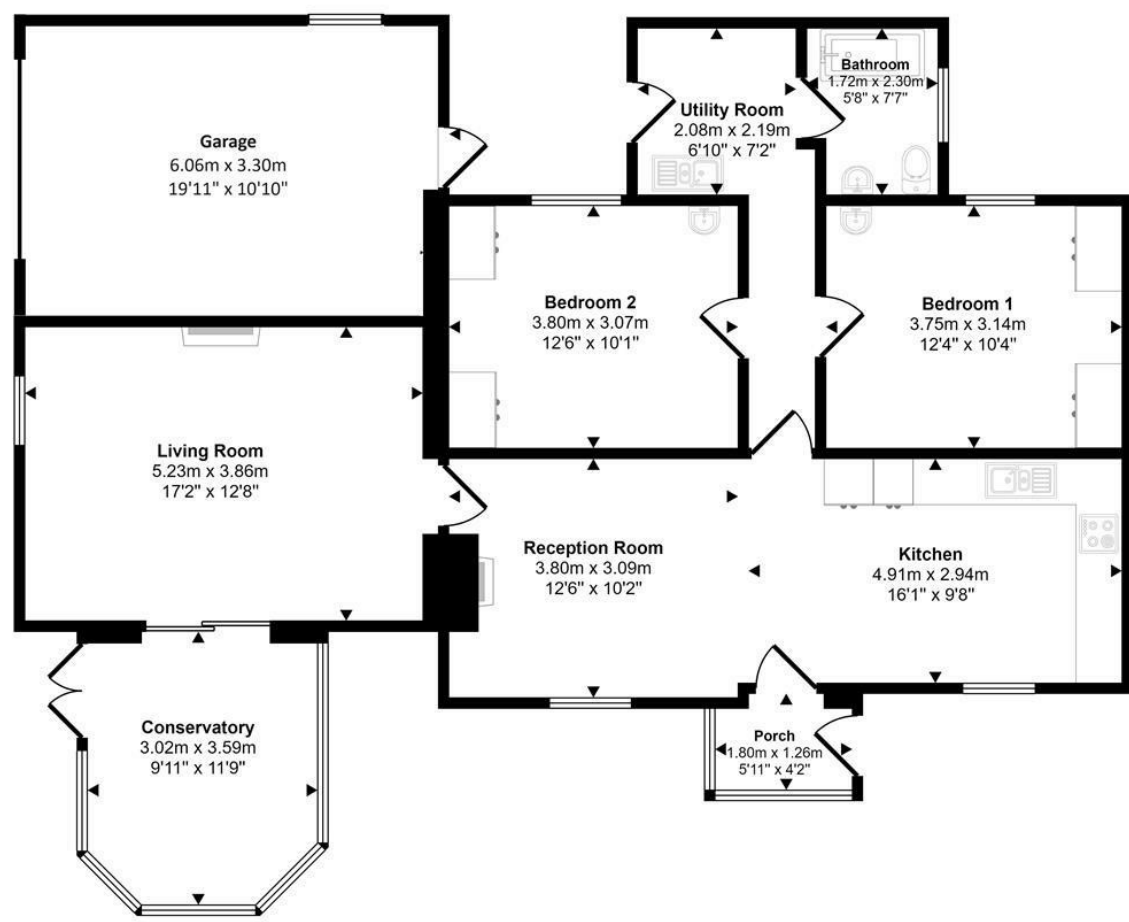 Garage
6.06m x 3.30m
19'11" x 10'10"
Utility Room
2.08m x 2.19m
6'10" x 7'2"
Bathroom
1.72m x 2.30m
5'8" x 7'7"
Bedroom 2
3.80m x 3.07m
12'6" x 10'1"
Bedroom 1
3.75m x 3.14m
12'4" x 10'4"
Living Room
5.23m x 3.86m
17'2" x 12'8"
Reception Room
3.80m x 3.09m
12'6" x 10'2"
Kitchen
4.91m x 2.94m
16'1" x 9'8"
Conservatory
3.02m x 3.59m
9'11" x 11'9"
Porch
1.80m x 1.26m
5'11" x 4'2"